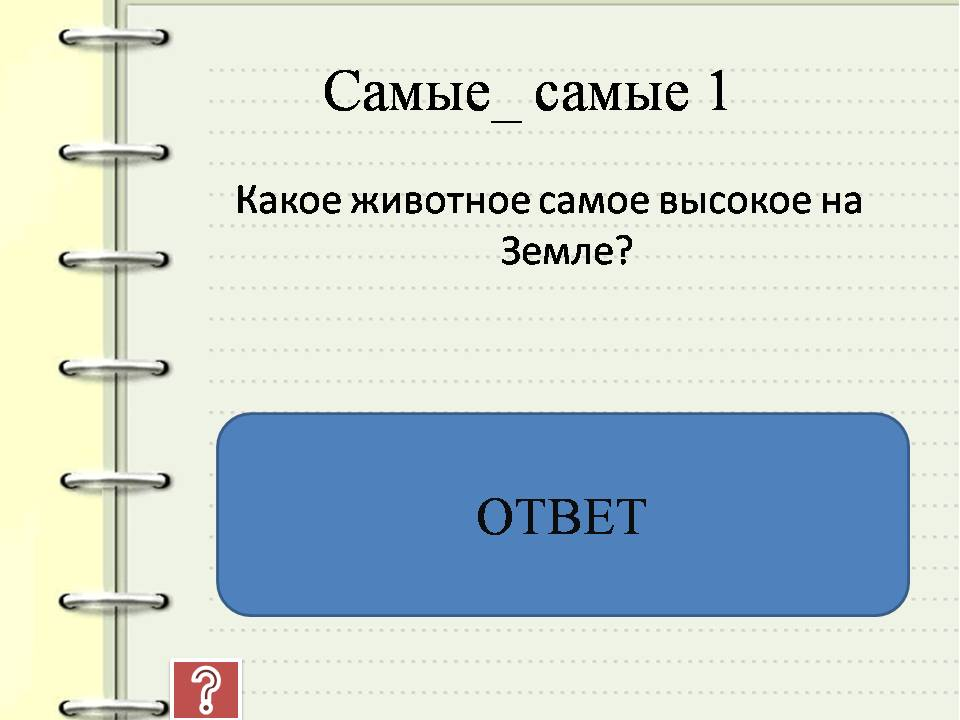 Самые_ самые 1
Какое животное самое высокое на
Земле?
ОТВЕТ
?